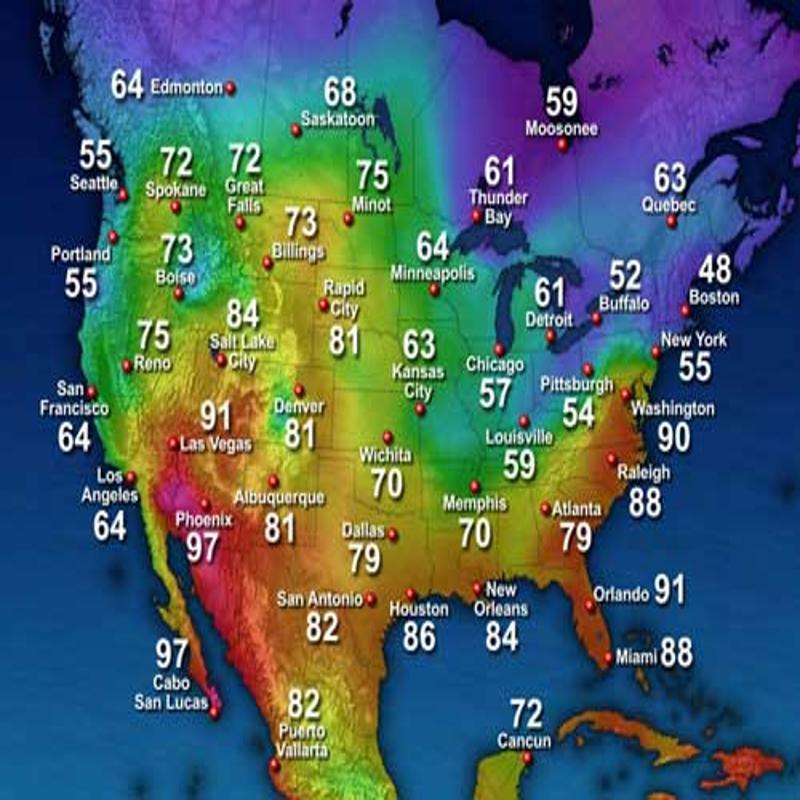 64 Edmonton
68
Saskatoon
59
Moosonee
55
Seattle
72
Spokane
72
Great
Falls
75
Minot
61
Thunder
Bay
63
Quebec
Portland
55
73
Boise
73
Billings
64
Minneapolis
Rapid
City
81
61
Detroit
52
Buffalo
48
Boston
75
Reno
84
Salt Lake
City
63
Kansas
City
Chicago
57
Pittsburgh
54
New York
55
San
Francisco
64
91
Las Vegas
Denver
81
Wichita
70
Louisville
59
Washington
90
Los
Angeles
64
Phoenix
97
Albuquerque
81
Dallas
79
Memphis
70
Atlanta
79
Raleigh
88
San Antonio
82
Houston
86
New
Orleans
84
Orlando 91
Miami 88
97
Cabo
San Lucas
82
Puerto
Vallarta
72
Cancun